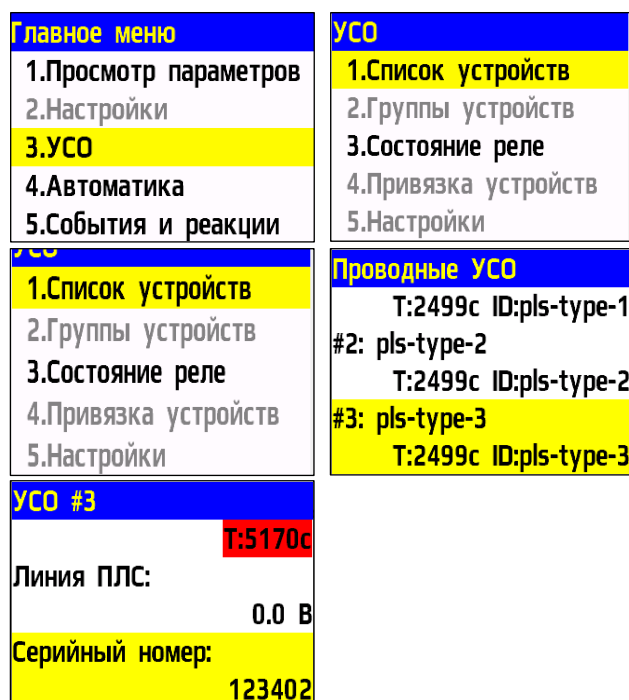 Главное меню
1.Просмотр параметров
2.Настройки
3.УСО
4.Автоматика
5.События и реакции
УСО
1.Список устройств
2.Группы устройств
3.Состояние реле
4.Привязка устройств
5.Настройки
УСО
1.Список устройств
2.Группы устройств
3.Состояние реле
4.Привязка устройств
5.Настройки
Проводные УСО
T:2499c ID:pls-type-1
#2: pls-type-2
T:2499c ID:pls-type-2
#3: pls-type-3
T:2499c ID:pls-type-3
УСО #3
T:5170c
Линия ПЛС:
0.0 В
Серийный номер:
123402